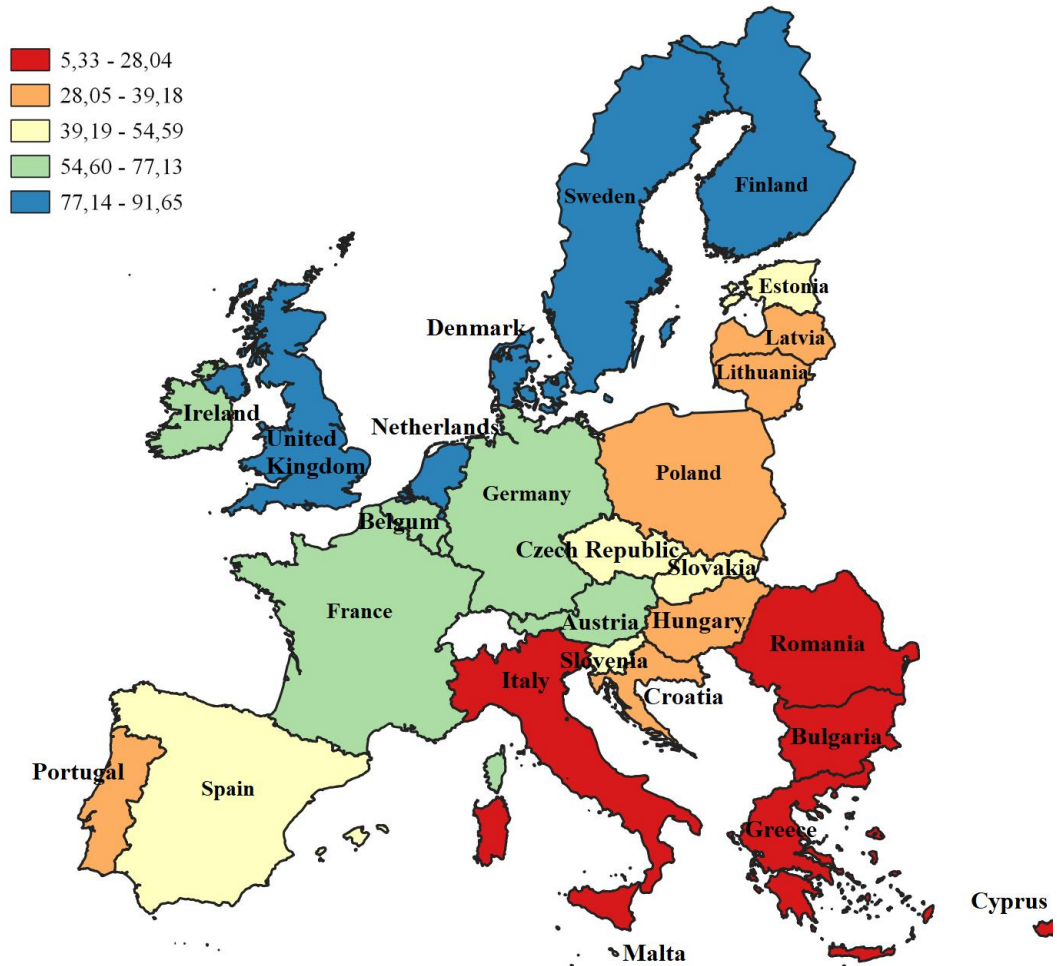 5,33 - 28,04
28,05 - 39,18
39,19 - 54,59
54,60 - 77,13
77,14 - 91,65
Sweden
Finland
Estonia
Denmark
Latvia
Lithuania
Ireland
Netherlands
United
Kingdom
Poland
Germany
Belgum
Czech Republic
Slovakia
France
Austria
Hungary
Romania
Slovenia
Italy
Croatia
Bulgaria
Portugal
Spain
Greece
Cyprus
Malta